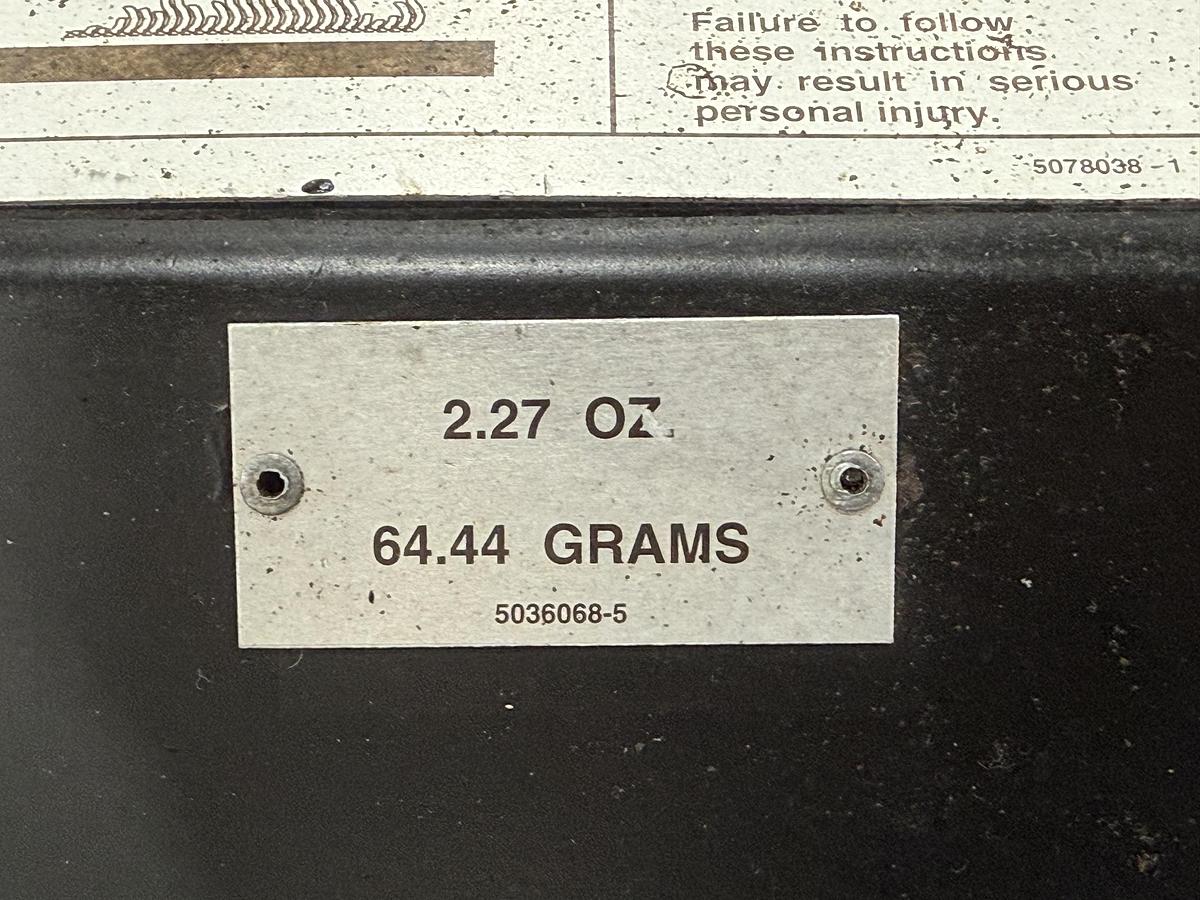 Failure to follow
these instructions
may result in serious
personal injury.
5078038-1
2.27 OZ.
64.44 GRAMS
5036068-5